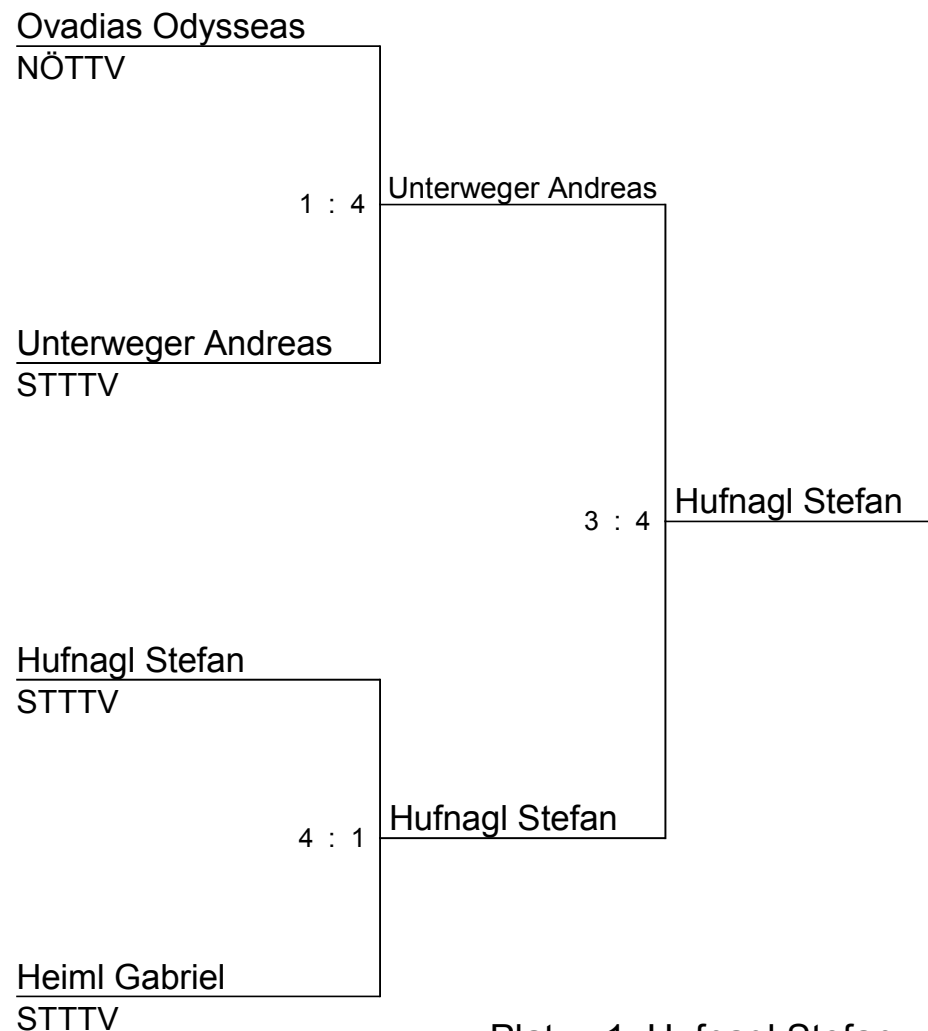 Ovadias Odysseas
NÖTTV
1 : 4
Unterweger Andreas
Unterweger Andreas
STTTV
3 : 4
Hufnagl Stefan
Hufnagl Stefan
STTTV
4 : 1
Hufnagl Stefan
Heiml Gabriel
STTTV
1 Hufnagl Stefan